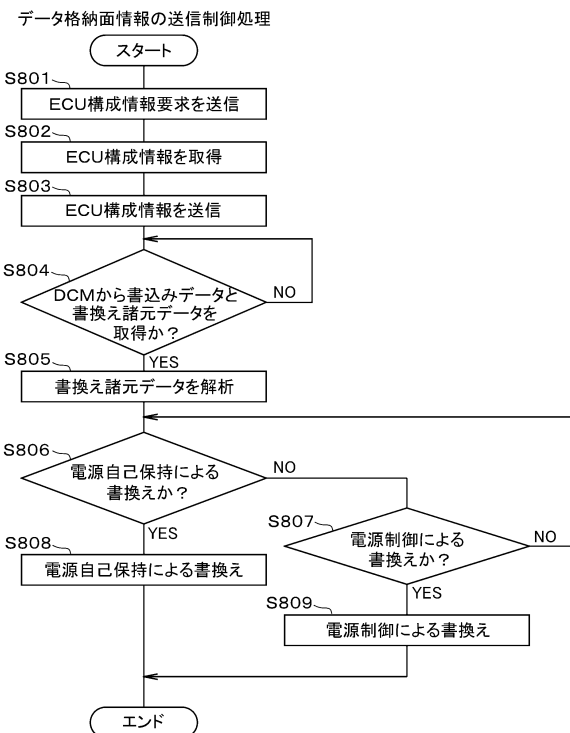 データ格納面情報の送信制御処理
スタート
S801
ECU構成情報要求を送信
S802
ECU構成情報を取得
S803
ECU構成情報を送信
S804
DCMから書込みデータと
書換え諸元データを
取得か？
NO
YES
S805
書換え諸元データを解析
S806
電源自己保持による
書換えか？
NO
YES
S807
電源制御による
書換えか？
NO
YES
S808
電源自己保持による書換え
S809
電源制御による書換え
エンド